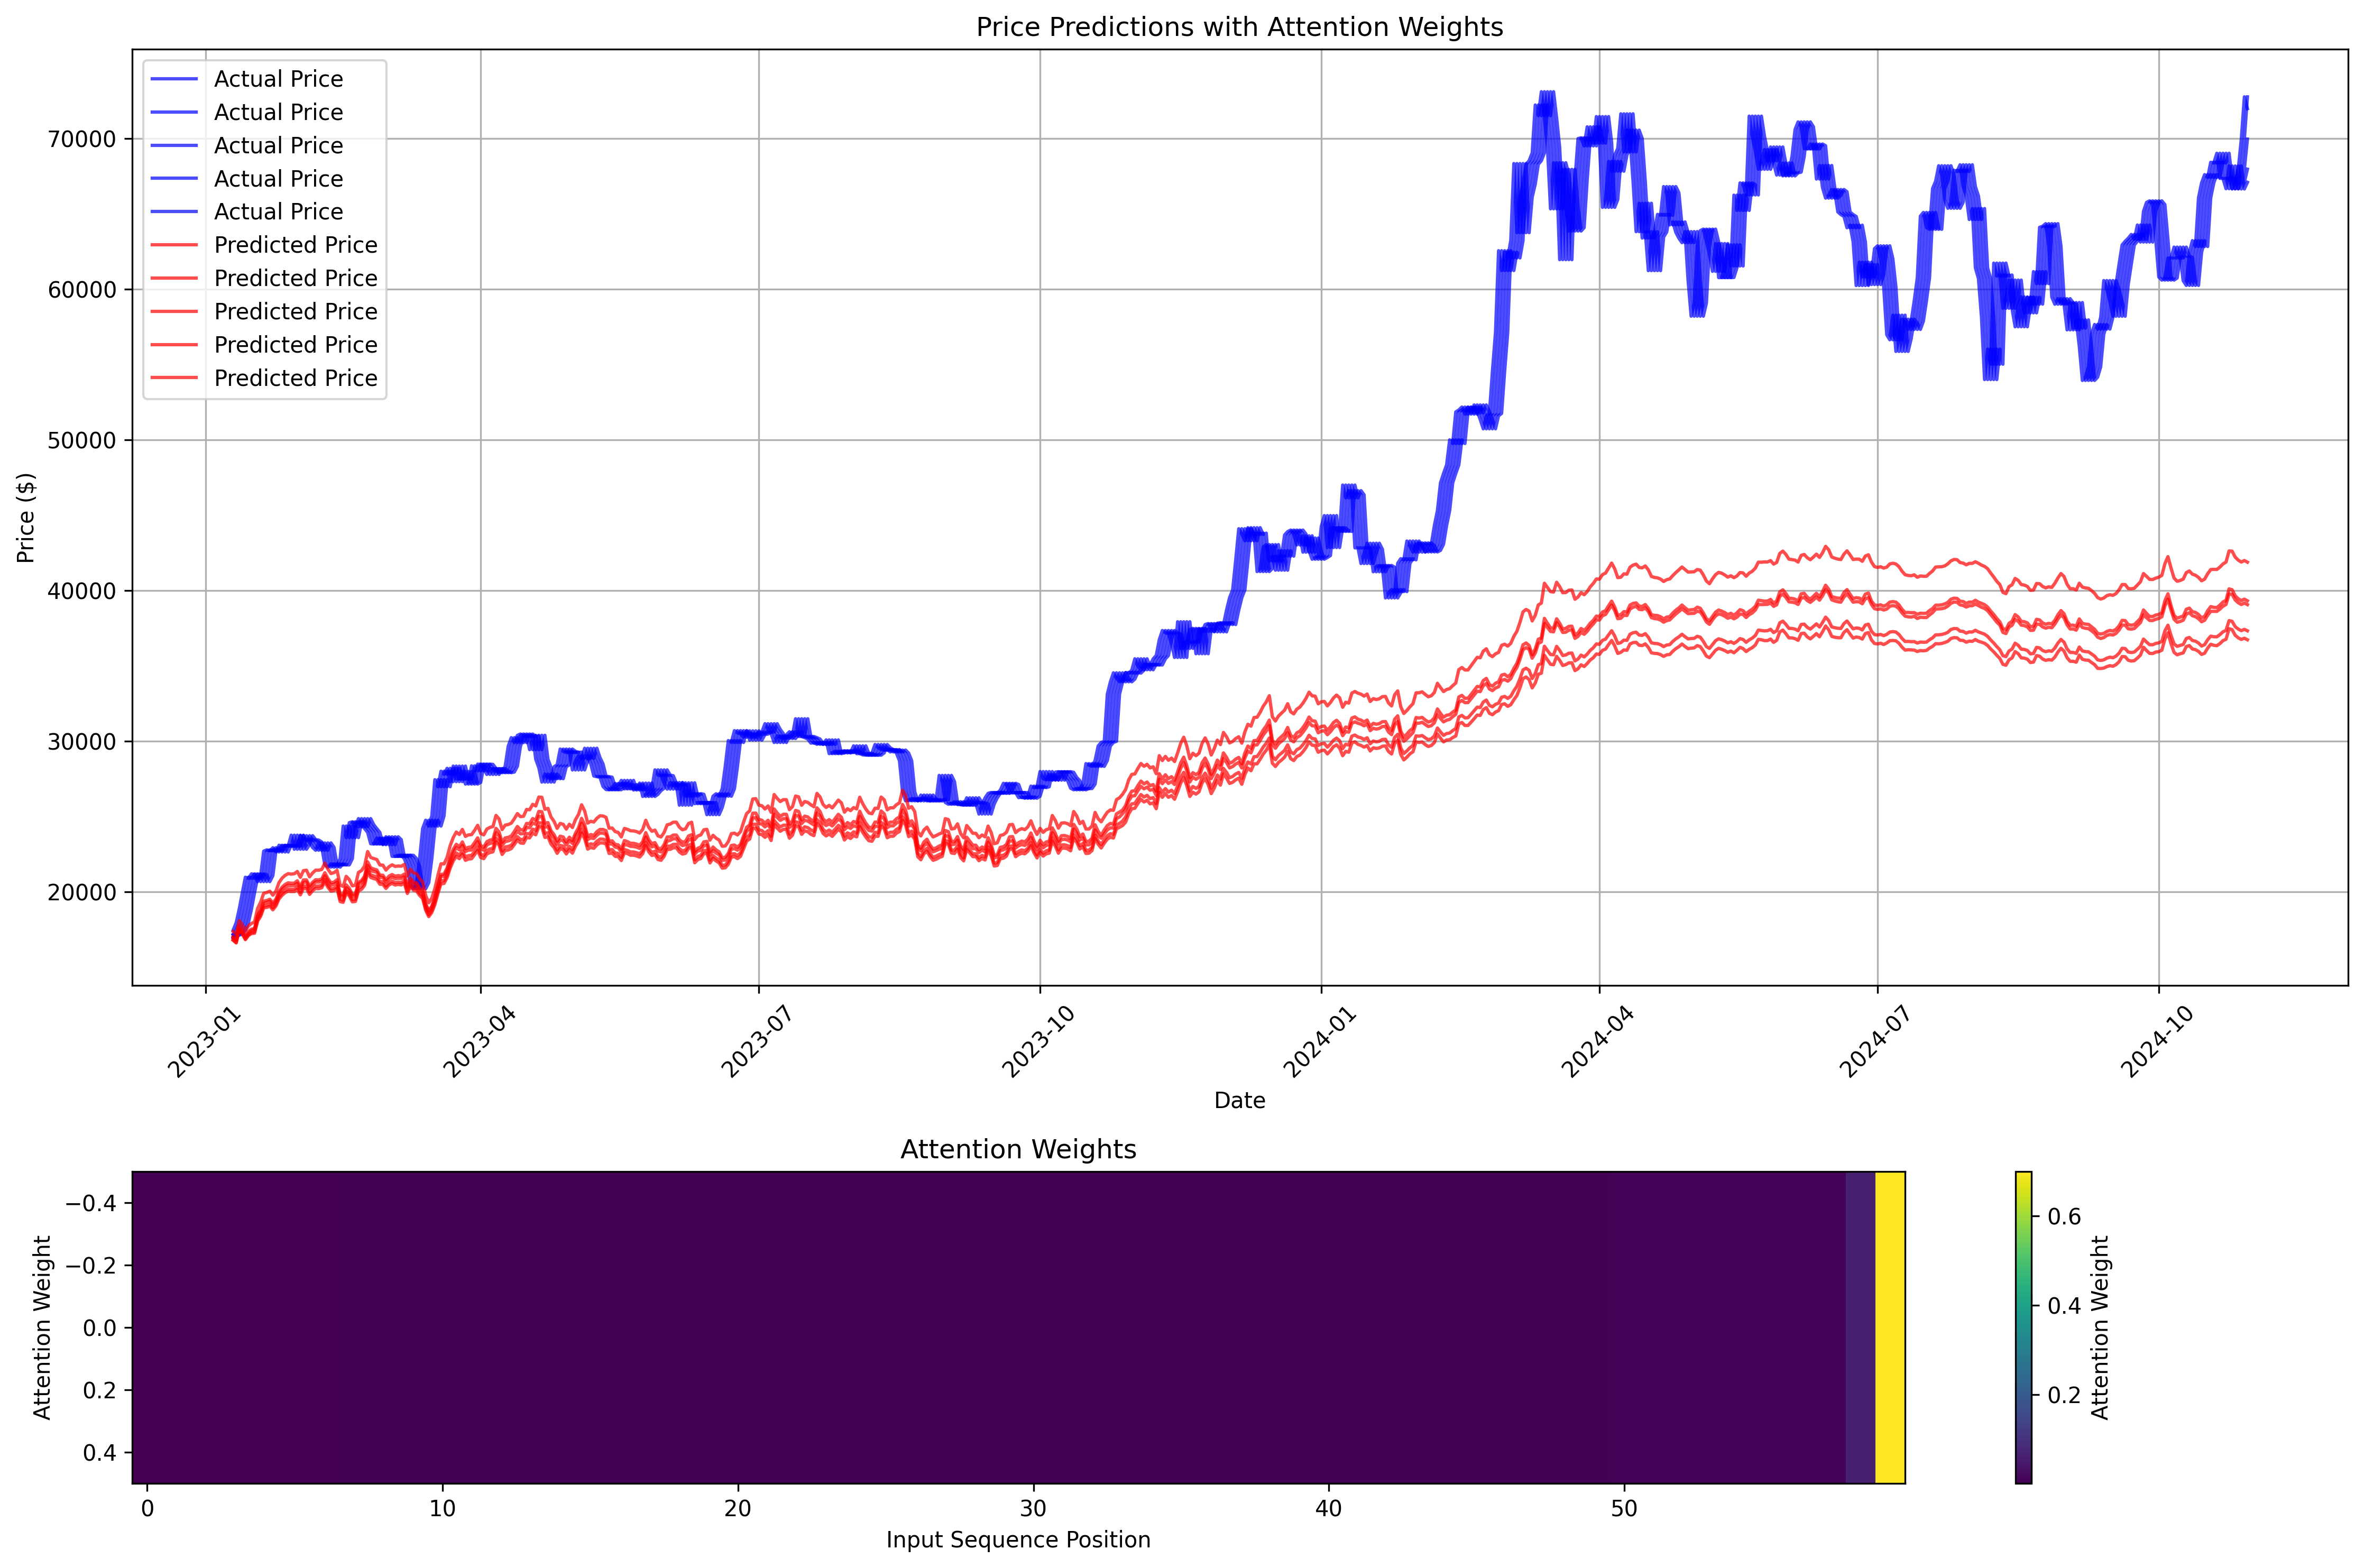 Price Predictions with Attention Weights
Actual Price
Actual Price
Actual Price
Actual Price
Actual Price
Predicted Price
Predicted Price
Predicted Price
Predicted Price
Predicted Price
70000
60000
50000
40000
30000
20000
Price ($)
2023-01
2023-04
2023-07
2023-10
2024-01
2024-04
2024-07
2024-10
Date
Attention Weights
−0.4
−0.2
0.0
0.2
0.4
Attention Weight
0
10
20
30
40
50
Input Sequence Position
0.6
0.4
0.2
Attention Weight